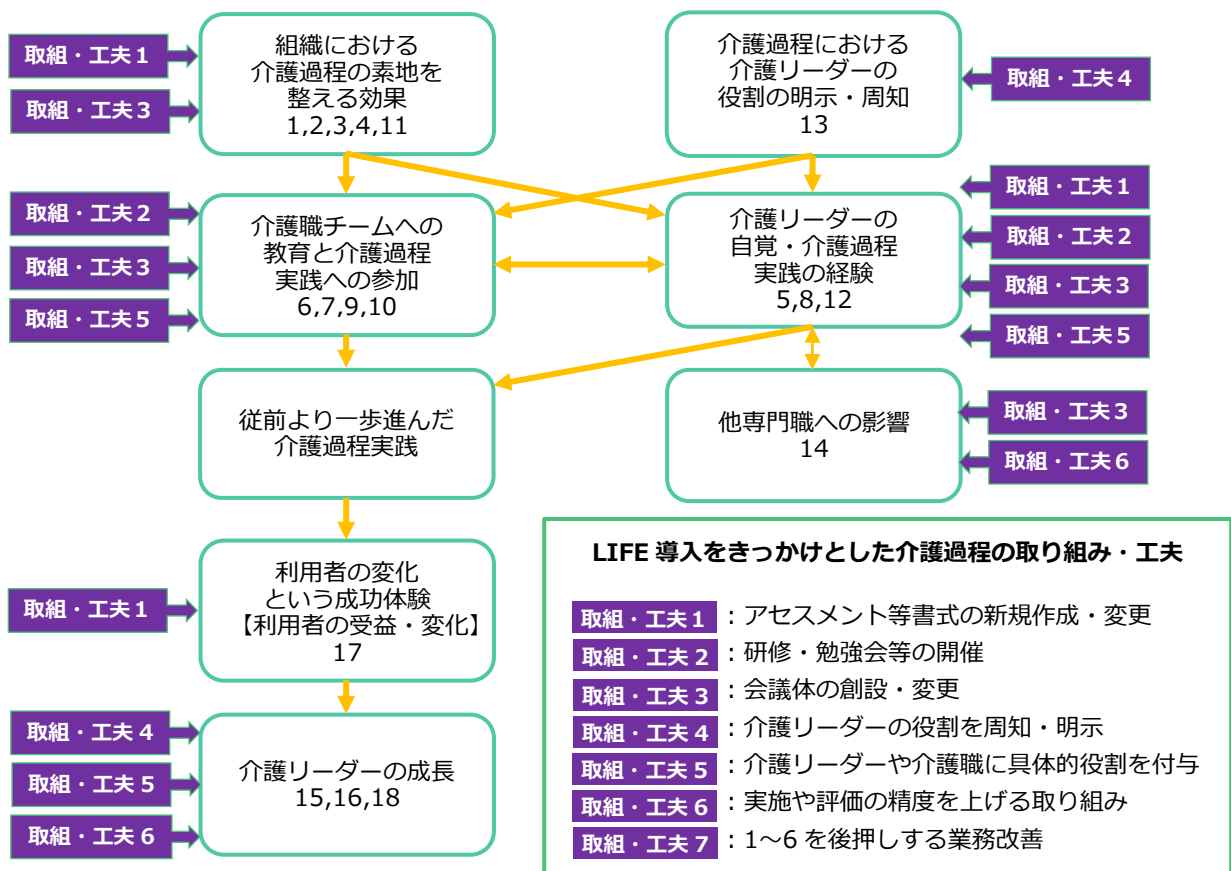 取組・工夫１
取組・工夫３
組織における
介護過程の素地を
整える効果
1,2,3,4,11
介護過程における
介護リーダーの
役割の明示・周知
13
取組・工夫４
取組・工夫２
取組・工夫３
取組・工夫５
介護職チームへの
教育と介護過程
実践への参加
6,7,9,10
介護リーダーの
自覚・介護過程
実践の経験
5,8,12
取組・工夫１
取組・工夫２
取組・工夫３
取組・工夫５
従前より一歩進んだ
介護過程実践
他専門職への影響
14
取組・工夫３
取組・工夫６
取組・工夫１
利用者の変化
という成功体験
【利用者の受益・変化】
17
取組・工夫４
取組・工夫５
取組・工夫６
介護リーダーの成長
15,16,18
LIFE 導入をきっかけとした介護過程の取り組み・工夫
取組・工夫１：アセスメント等書式の新規作成・変更
取組・工夫２：研修・勉強会等の開催
取組・工夫３：会議体の創設・変更
取組・工夫４：介護リーダーの役割を周知・明示
取組・工夫５：介護リーダーや介護職に具体的役割を付与
取組・工夫６：実施や評価の精度を上げる取り組み
取組・工夫７：1～6 を後押しする業務改善